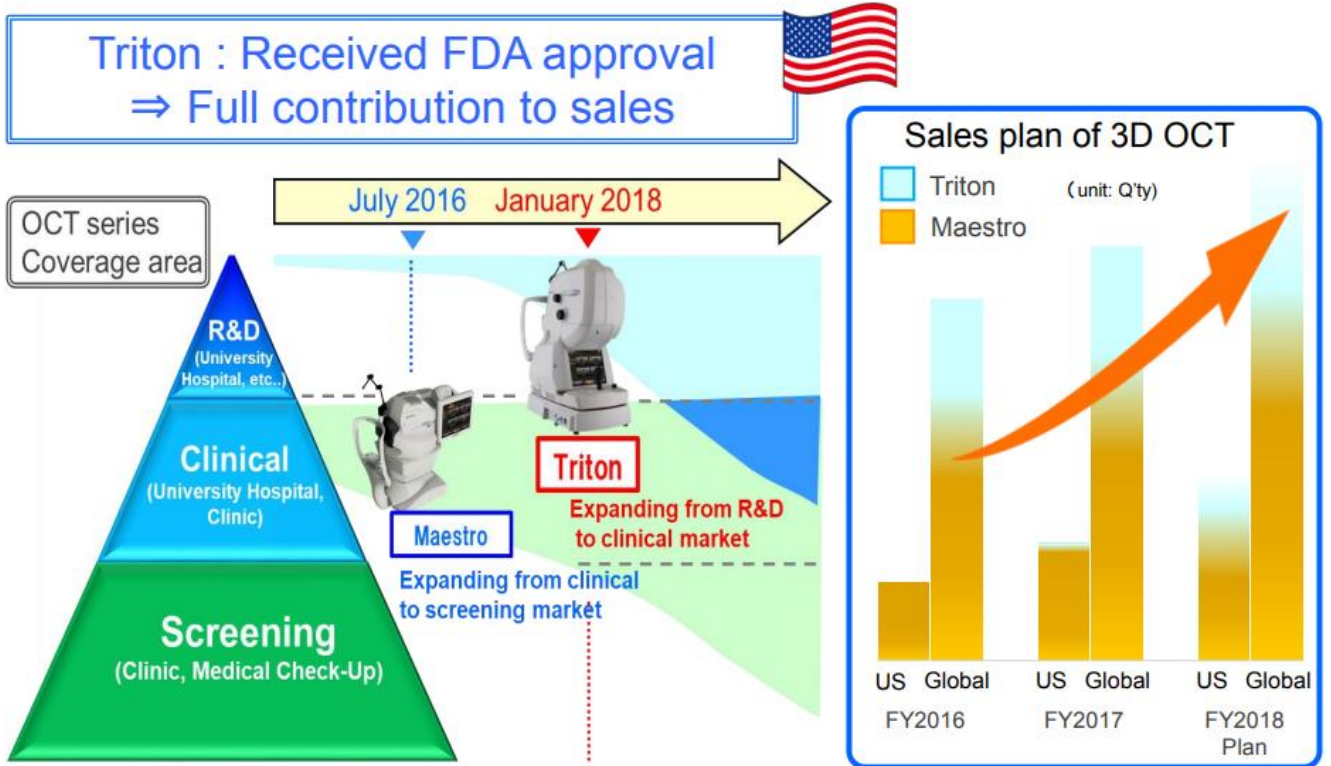 Triton : Received FDA approval
⇒ Full contribution to sales
July 2016
January 2018
OCT series
Coverage area
R&D
(University
Hospital, etc..)
Clinical
(University Hospital,
Clinic)
Screening
(Clinic, Medical Check-Up)
Maestro
Expanding from clinical
to screening market
Triton
Expanding from R&D
to clinical market
Sales plan of 3D OCT
Triton
(unit: Q'ty)
Maestro
US Global
FY2016
US Global
FY2017
US Global
FY2018
Plan